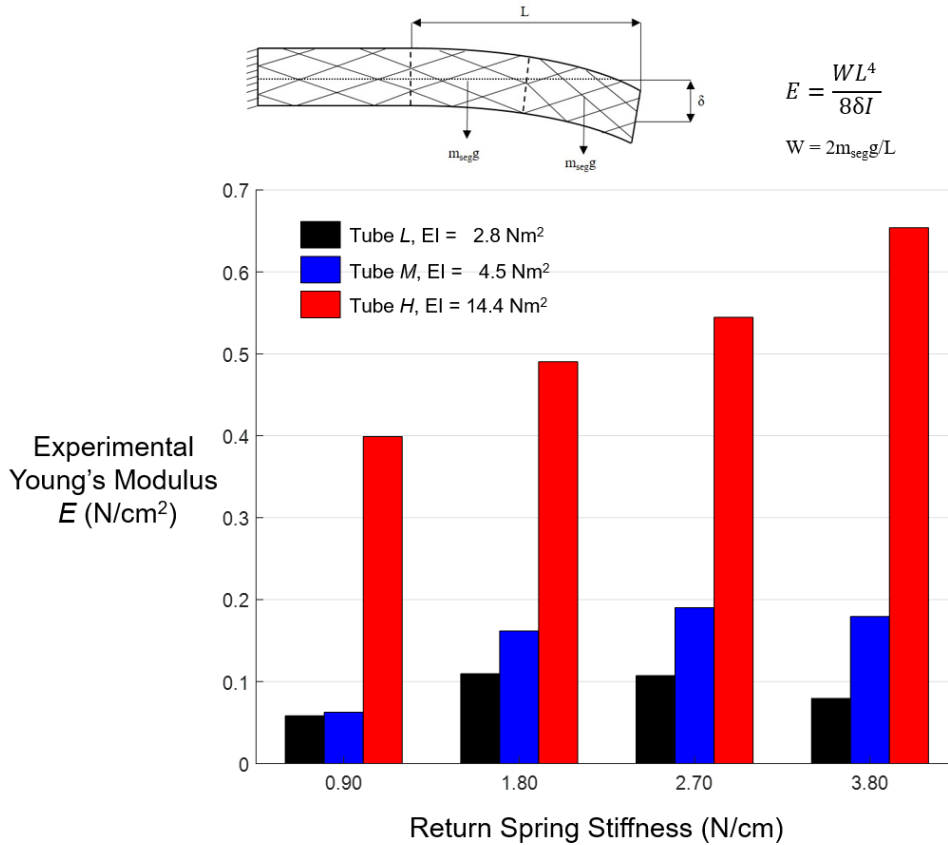 L
δ
m_seg g
m_seg g
E = WL⁴ / 8δI
W = 2m_seg g/L
0.7
0.6
0.5
0.4
0.3
0.2
0.1
0
Tube L, EI = 2.8 Nm²
Tube M, EI = 4.5 Nm²
Tube H, EI = 14.4 Nm²
Experimental
Young's Modulus
E (N/cm²)
0.90 1.80 2.70 3.80
Return Spring Stiffness (N/cm)